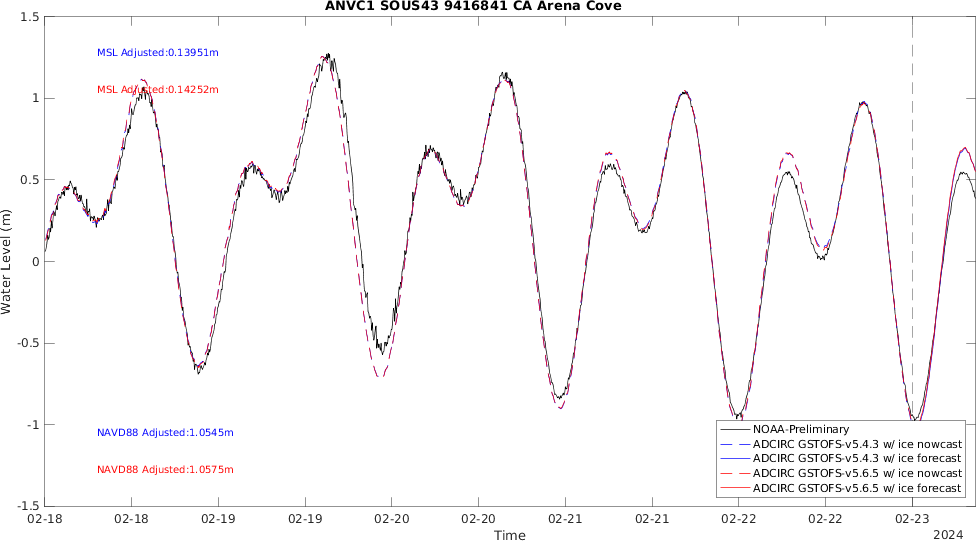 ANVC1 SOUS43 9416841 CA Arena Cove
1.5
MSL Adjusted:0.13951m
MSL Adjusted:0.14252m
1
0.5
0
-0.5
-1
-1.5
Water Level (m)
NAVD88 Adjusted:1.0545m
NAVD88 Adjusted:1.0575m
NOAA-Preliminary
ADCIRC GSTOFS-v5.4.3 w/ ice nowcast
ADCIRC GSTOFS-v5.4.3 w/ ice forecast
ADCIRC GSTOFS-v5.6.5 w/ ice nowcast
ADCIRC GSTOFS-v5.6.5 w/ ice forecast
02-18 02-18 02-19 02-19 02-20 02-20 02-21 02-21 02-22 02-22 02-23
Time
2024